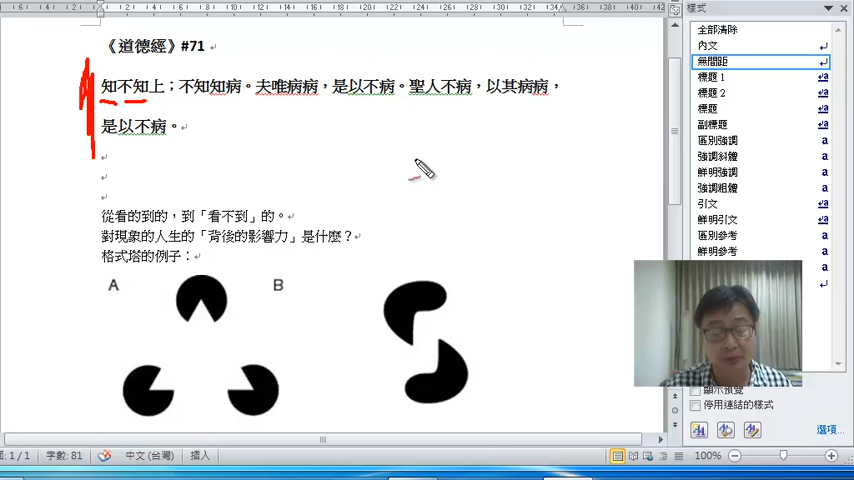 《道德經》#71
知不知上；不知知病。夫唯病病，是以不病。聖人不病，以其病病，
是以不病。
從看的到的，到「看不到」的。
對現象的人生的「背後的影響力」是什麼？
格式塔的例子：
A B
樣式
全部清除
內文
無間距
標題 1
標題 2
標題
副標題
區別強調
強調斜體
鮮明強調
強調粗體
引文
鮮明引文
區別參考
鮮明參考
顯示預覽
停用連結的樣式
選項...
1 / 1 字數: 81 中文 (台灣) 插入 100%